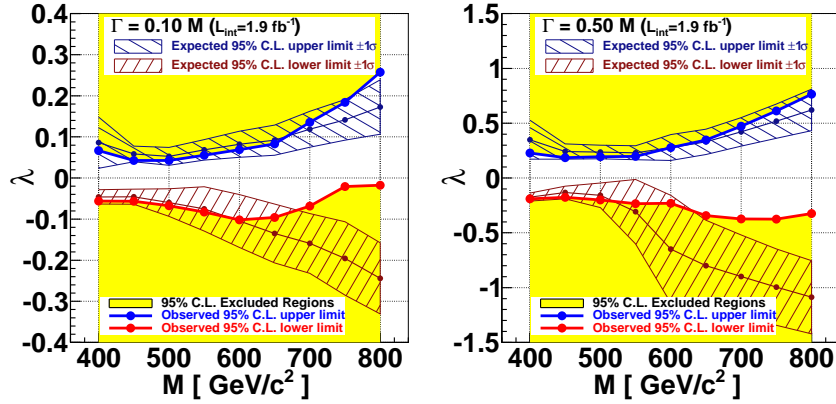 Γ = 0.10 M (L_int=1.9 fb⁻¹)
Expected 95% C.L. upper limit ±1σ
Expected 95% C.L. lower limit ±1σ
0.4
0.3
0.2
0.1
0
-0.1
-0.2
-0.3
-0.4
λ
95% C.L. Excluded Regions
Observed 95% C.L. upper limit
Observed 95% C.L. lower limit
400 500 600 700 800
M [ GeV/c² ]
Γ = 0.50 M (L_int=1.9 fb⁻¹)
Expected 95% C.L. upper limit ±1σ
Expected 95% C.L. lower limit ±1σ
1.5
1
0.5
0
-0.5
-1
-1.5
λ
95% C.L. Excluded Regions
Observed 95% C.L. upper limit
Observed 95% C.L. lower limit
400 500 600 700 800
M [ GeV/c² ]